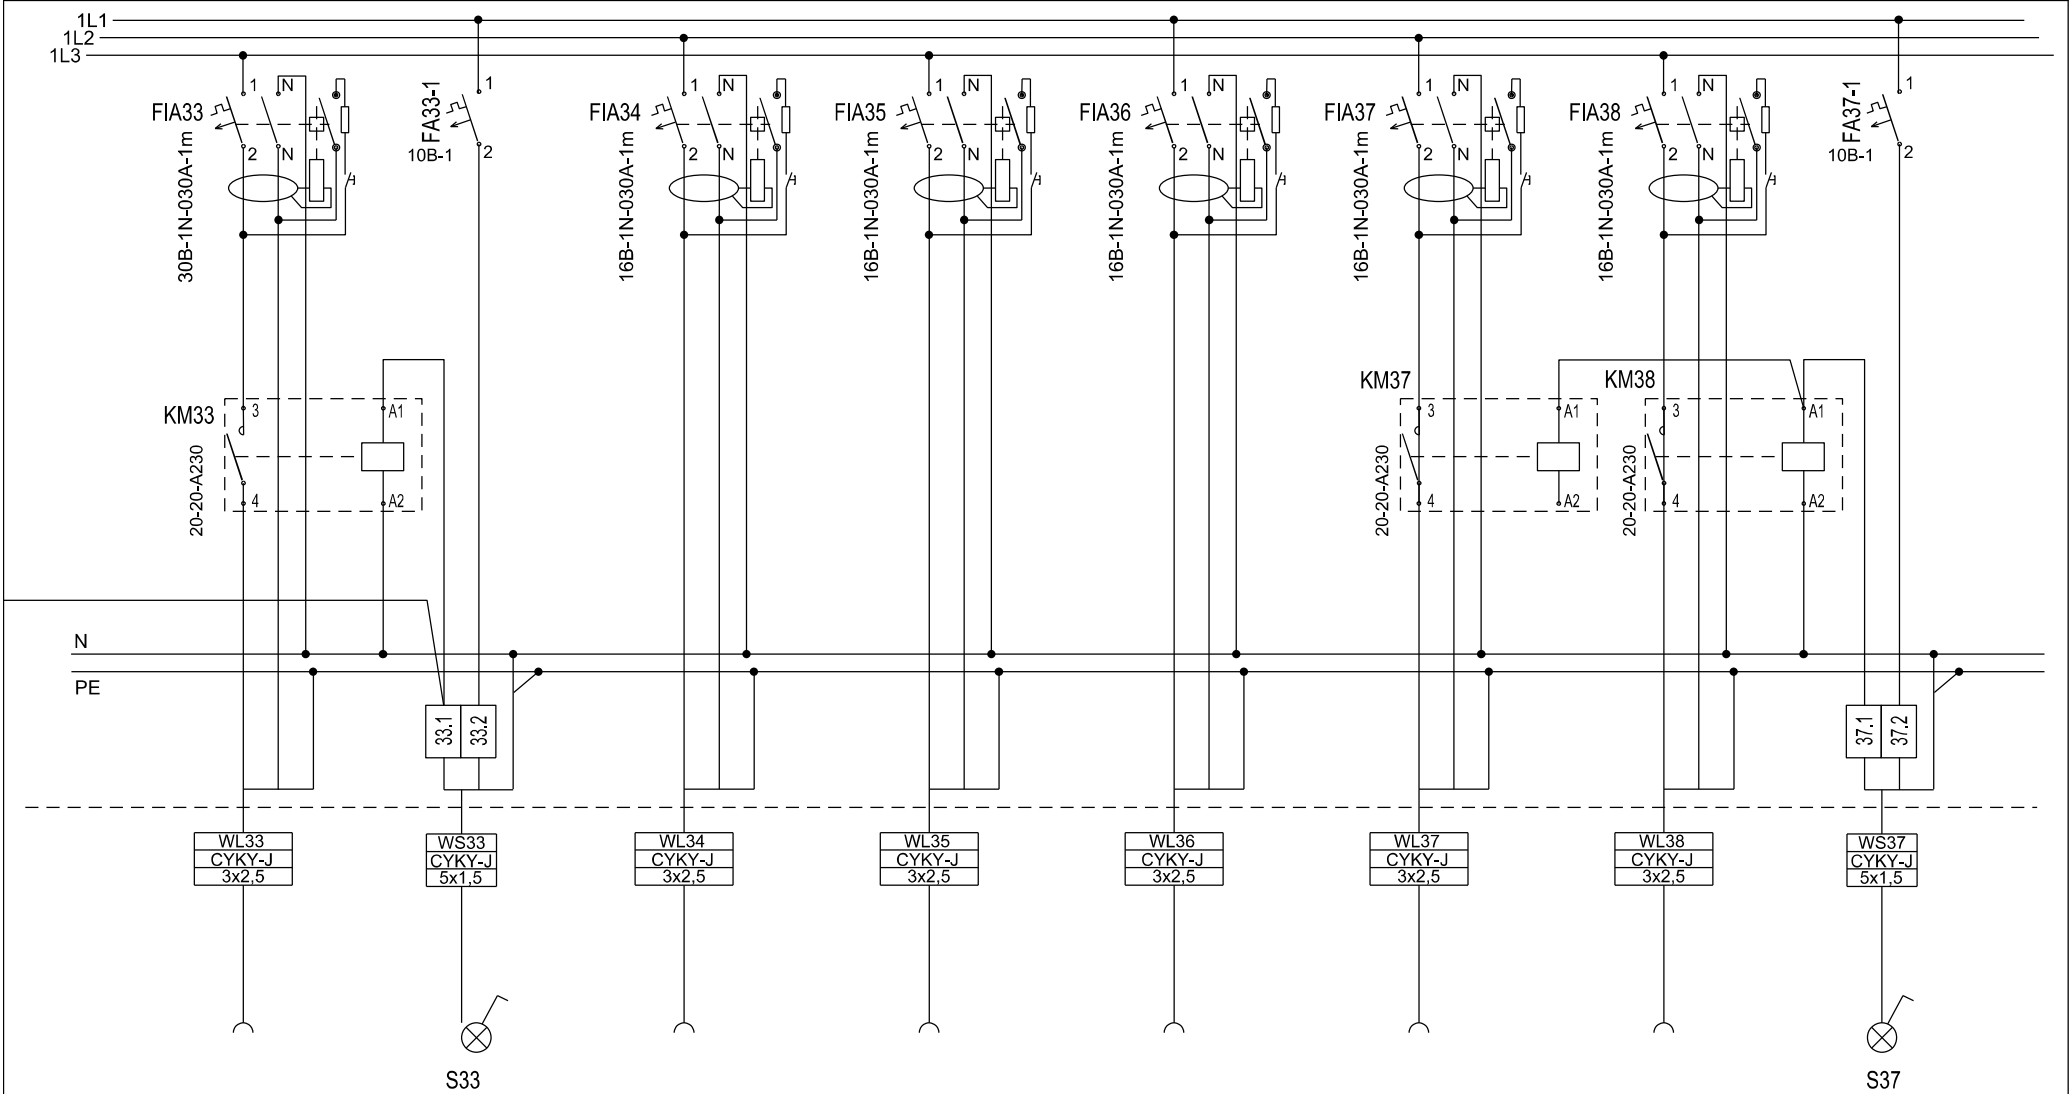 1L1
1L2
1L3
FIA33
30B-1N-030A-1m
1
N
2
N
FA33-1
10B-1
1
2
FIA34
16B-1N-030A-1m
1
N
2
N
FIA35
16B-1N-030A-1m
1
N
2
N
FIA36
16B-1N-030A-1m
1
N
2
N
FIA37
16B-1N-030A-1m
1
N
2
N
FIA38
16B-1N-030A-1m
1
N
2
N
FA37-1
10B-1
1
2
KM33
20-20-A230
3
4
A1
A2
KM37
20-20-A230
3
4
A1
A2
KM38
20-20-A230
3
4
A1
A2
N
PE
33.1
33.2
37.1
37.2
WL33
CYKY-J
3x2,5
WS33
CYKY-J
5x1,5
WL34
CYKY-J
3x2,5
WL35
CYKY-J
3x2,5
WL36
CYKY-J
3x2,5
WL37
CYKY-J
3x2,5
WL38
CYKY-J
3x2,5
WS37
CYKY-J
5x1,5
S33
S37